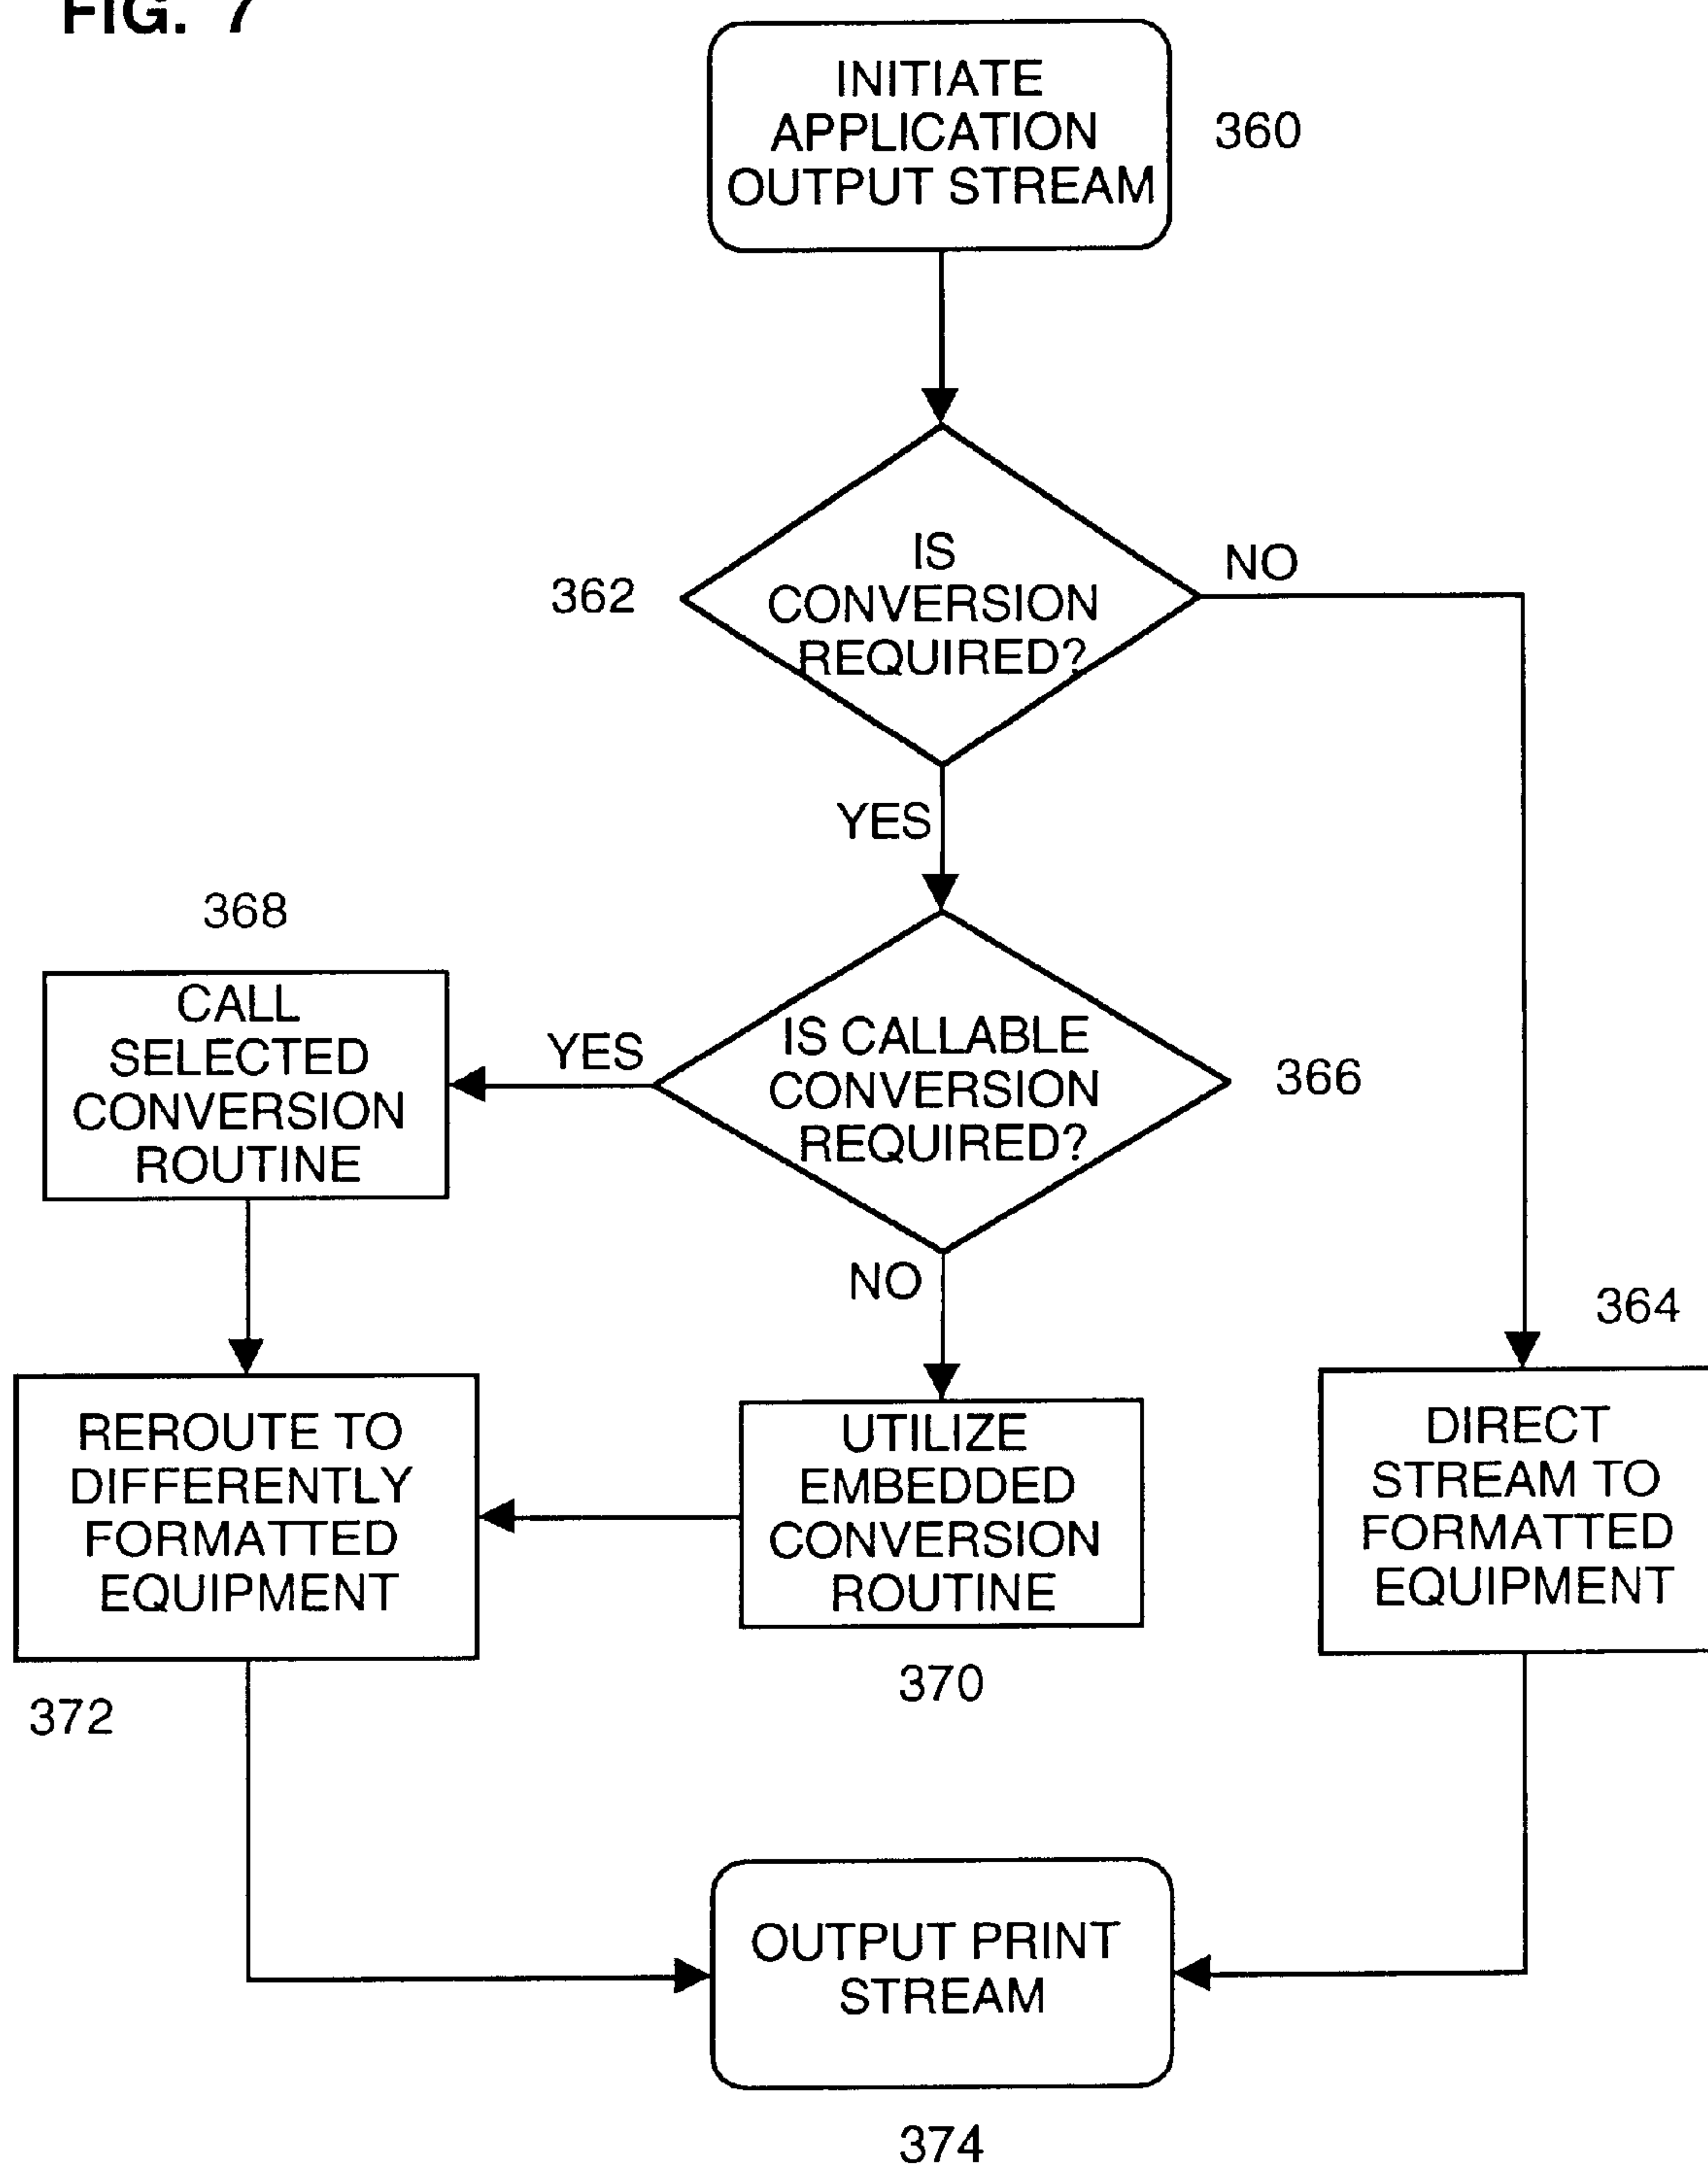 FIG. 7
INITIATE
APPLICATION
OUTPUT STREAM
360
IS
CONVERSION
REQUIRED?
362
NO
YES
368
CALL
SELECTED
CONVERSION
ROUTINE
YES
IS CALLABLE
CONVERSION
REQUIRED?
366
NO
364
REROUTE TO
DIFFERENTLY
FORMATTED
EQUIPMENT
372
UTILIZE
EMBEDDED
CONVERSION
ROUTINE
370
DIRECT
STREAM TO
FORMATTED
EQUIPMENT
OUTPUT PRINT
STREAM
374